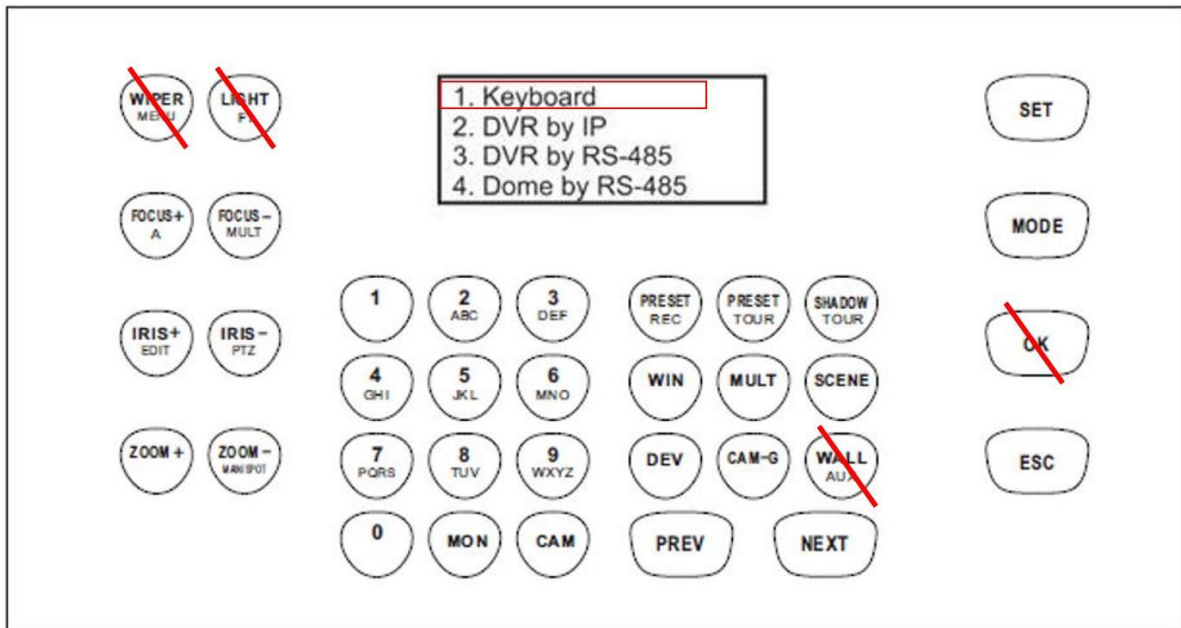 WIPER
MENU
LIGHT
1. Keyboard
2. DVR by IP
3. DVR by RS-485
4. Dome by RS-485
SET
FOCUS+
A
FOCUS-
MULT
MODE
IRIS+
EDIT
IRIS-
PTZ
1
2
ABC
3
DEF
PRESET
REC
PRESET
TOUR
SHADOW
TOUR
OK
4
GHI
5
JKL
6
MNO
WIN
MULT
SCENE
ZOOM+
ZOOM-
MAN/SPOT
7
PQRS
8
TUV
9
WXYZ
DEV
CAM-G
WALL
AUX
ESC
0
MON
CAM
PREV
NEXT